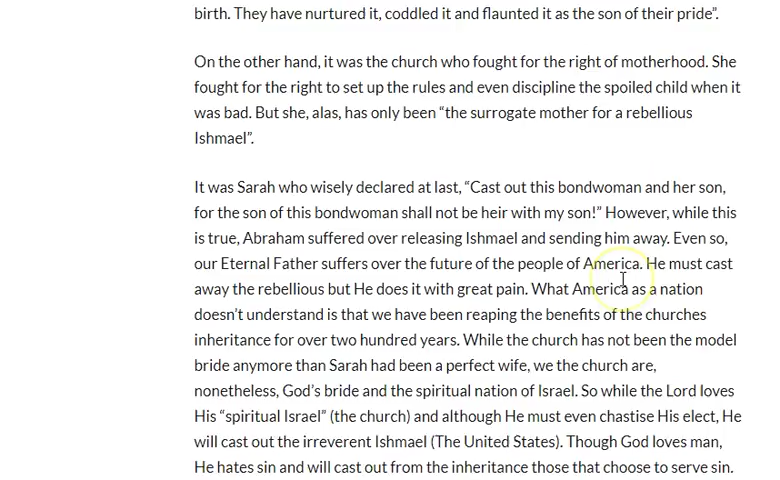 birth. They have nurtured it, coddled it and flaunted it as the son of their pride”.
On the other hand, it was the church who fought for the right of motherhood. She
fought for the right to set up the rules and even discipline the spoiled child when it
was bad. But she, alas, has only been “the surrogate mother for a rebellious
Ishmael”.
It was Sarah who wisely declared at last, “Cast out this bondwoman and her son,
for the son of this bondwoman shall not be heir with my son!” However, while this
is true, Abraham suffered over releasing Ishmael and sending him away. Even so,
our Eternal Father suffers over the future of the people of America. He must cast
away the rebellious but He does it with great pain. What America as a nation
doesn’t understand is that we have been reaping the benefits of the churches
inheritance for over two hundred years. While the church has not been the model
bride anymore than Sarah had been a perfect wife, we the church are,
nonetheless, God’s bride and the spiritual nation of Israel. So while the Lord loves
His “spiritual Israel” (the church) and although He must even chastise His elect, He
will cast out the irreverent Ishmael (The United States). Though God loves man,
He hates sin and will cast out from the inheritance those that choose to serve sin.